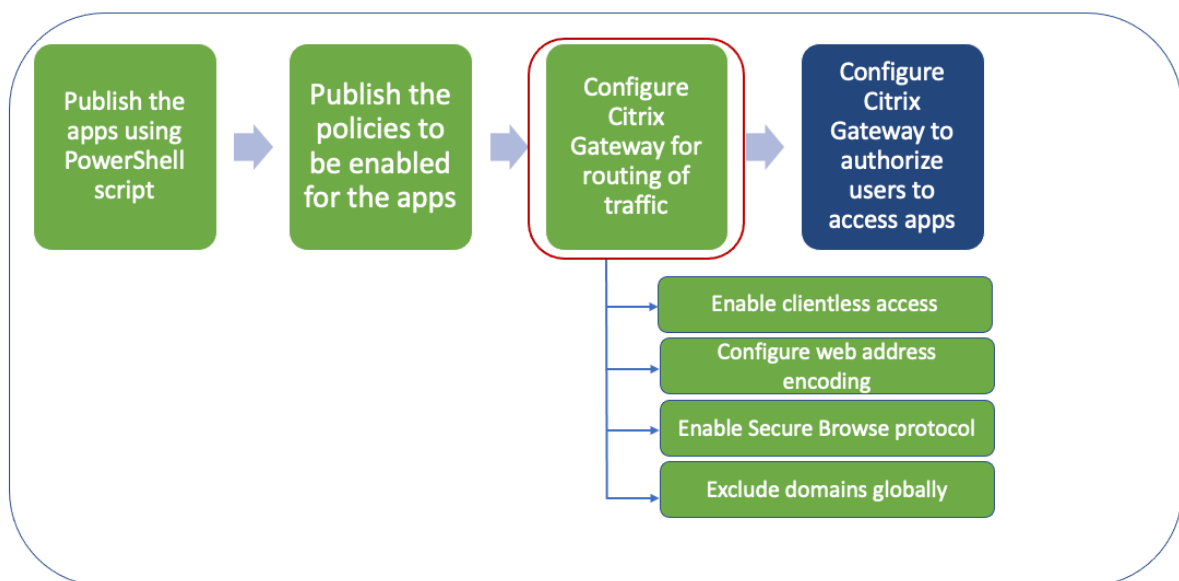 Publish the
apps using
PowerShell
script
Publish the
policies to
be enabled
for the apps
Configure
Citrix
Gateway for
routing of
traffic
Configure
Citrix
Gateway to
authorize
users to
access apps
Enable clientless access
Configure web address
encoding
Enable Secure Browse protocol
Exclude domains globally